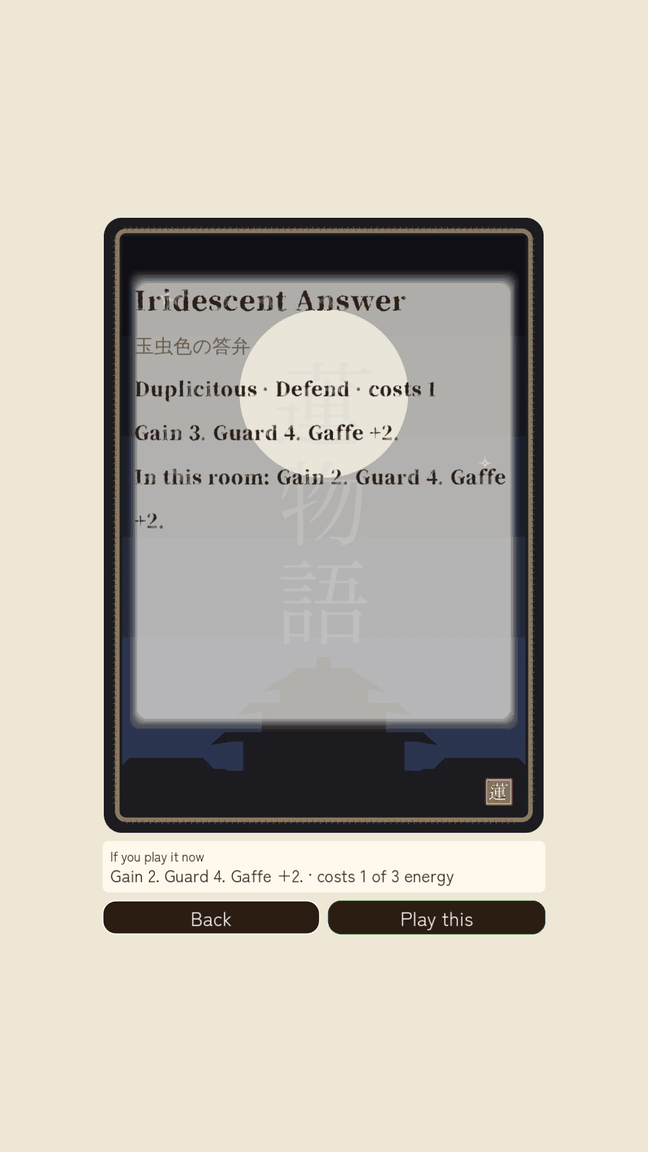 Iridescent Answer
玉虫色の答弁
Duplicitous · Defend · costs 1
Gain 3. Guard 4. Gaffe +2.
In this room: Gain 2. Guard 4. Gaffe
+2.
蓮
物
語
蓮
If you play it now
Gain 2. Guard 4. Gaffe +2. · costs 1 of 3 energy
Back
Play this